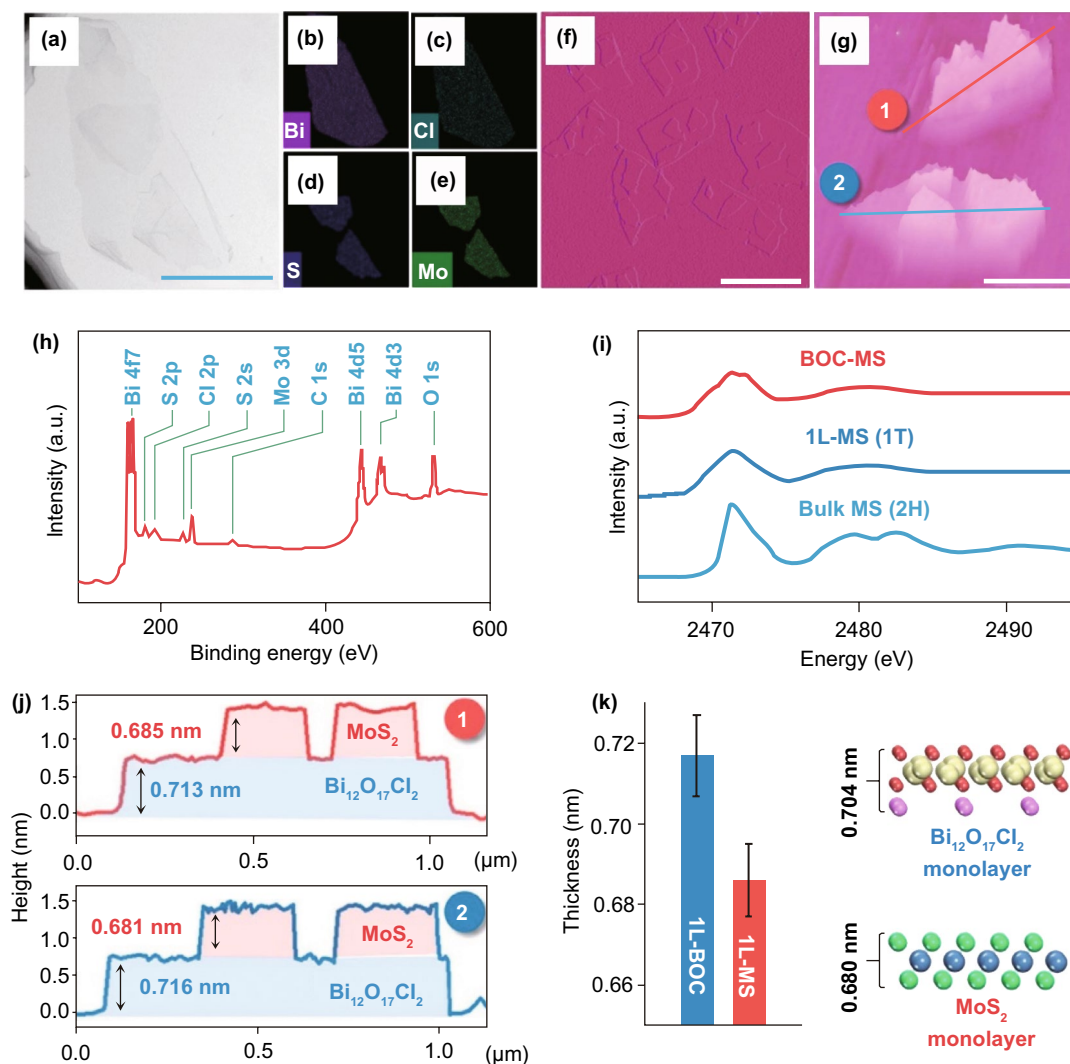 (a)
(b)
(c)
Bi
Cl
(d)
(e)
S
Mo
(f)
(g)
1
2
(h)
Bi 4f7
S 2p
Cl 2p
S 2s
Mo 3d
C 1s
Bi 4d5
Bi 4d3
O 1s
Intensity (a.u.)
200
400
600
Binding energy (eV)
(i)
BOC-MS
1L-MS (1T)
Bulk MS (2H)
Intensity (a.u.)
2470
2480
2490
Energy (eV)
(j)
1.5
1.0
0.5
0.0
0.685 nm
MoS₂
1
0.713 nm
Bi₁₂O₁₇Cl₂
0.0
0.5
1.0
(μm)
Height (nm)
1.5
1.0
0.5
0.0
0.681 nm
MoS₂
2
0.716 nm
Bi₁₂O₁₇Cl₂
0.0
0.5
1.0
(μm)
(k)
0.72
0.70
0.68
0.66
Thickness (nm)
1L-BOC
1L-MS
0.704 nm
Bi₁₂O₁₇Cl₂
monolayer
0.680 nm
MoS₂
monolayer